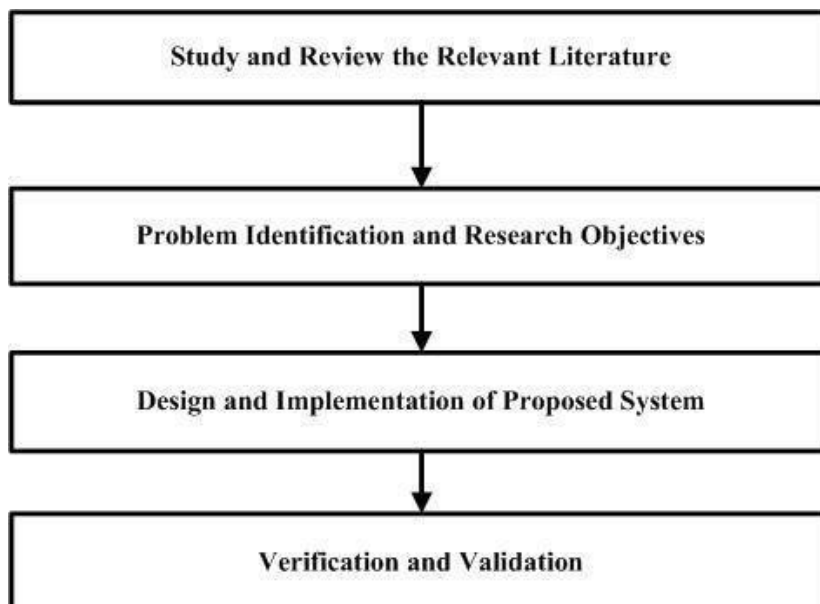 Study and Review the Relevant Literature
Problem Identification and Research Objectives
Design and Implementation of Proposed System
Verification and Validation